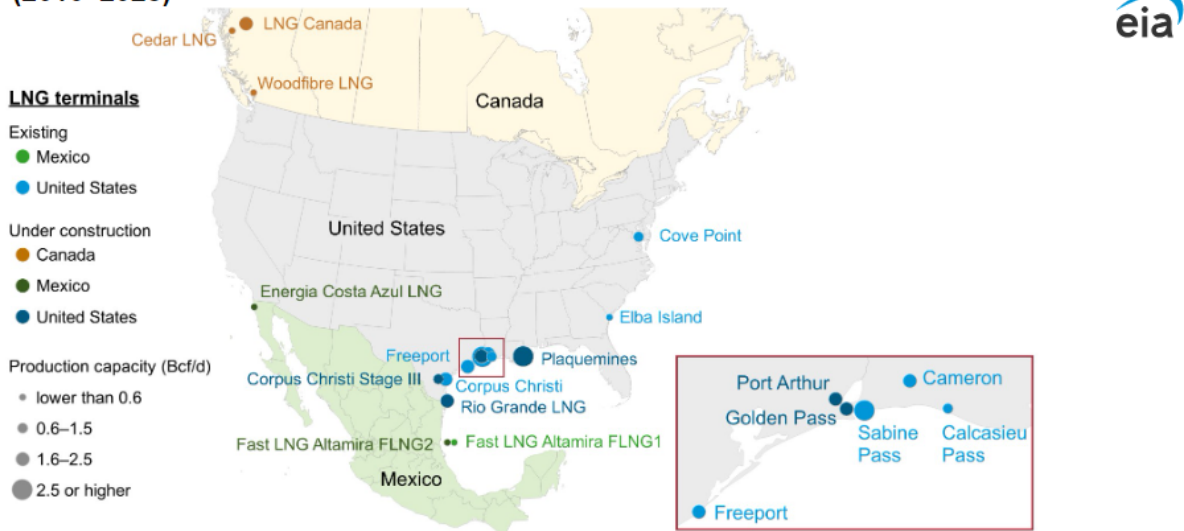 eia
LNG Canada
Cedar LNG
Woodfibre LNG
Canada
LNG terminals
Existing
Mexico
United States
Under construction
Canada
Mexico
United States
Production capacity (Bcf/d)
lower than 0.6
0.6–1.5
1.6–2.5
2.5 or higher
United States
Cove Point
Energia Costa Azul LNG
Elba Island
Freeport
Plaquemines
Corpus Christi Stage III
Corpus Christi
Rio Grande LNG
Fast LNG Altamira FLNG2
Fast LNG Altamira FLNG1
Mexico
Port Arthur
Cameron
Golden Pass
Sabine
Pass
Calcasieu
Pass
Freeport